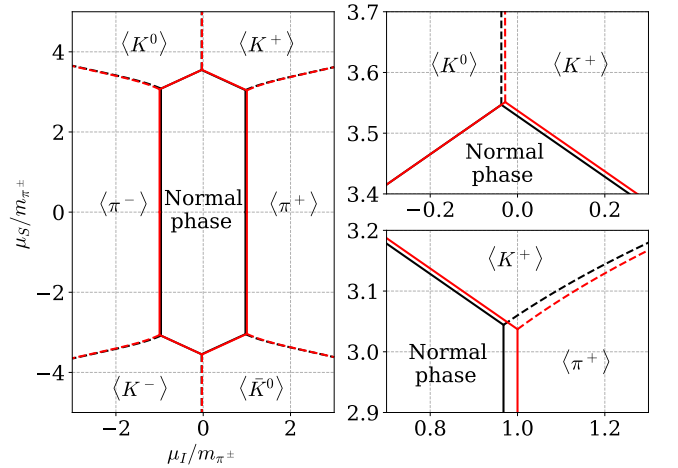 ⟨K⁰⟩
⟨K⁺⟩
⟨π⁻⟩
Normal
phase
⟨π⁺⟩
⟨K⁻⟩
⟨K̄⁰⟩
4
2
0
−2
−4
μ_S/m_π±
−2
0
2
μ_I/m_π±
3.7
3.6
3.5
3.4
⟨K⁰⟩
⟨K⁺⟩
Normal
phase
−0.2
0.0
0.2
3.2
3.1
3.0
2.9
⟨K⁺⟩
Normal
phase
⟨π⁺⟩
0.8
1.0
1.2